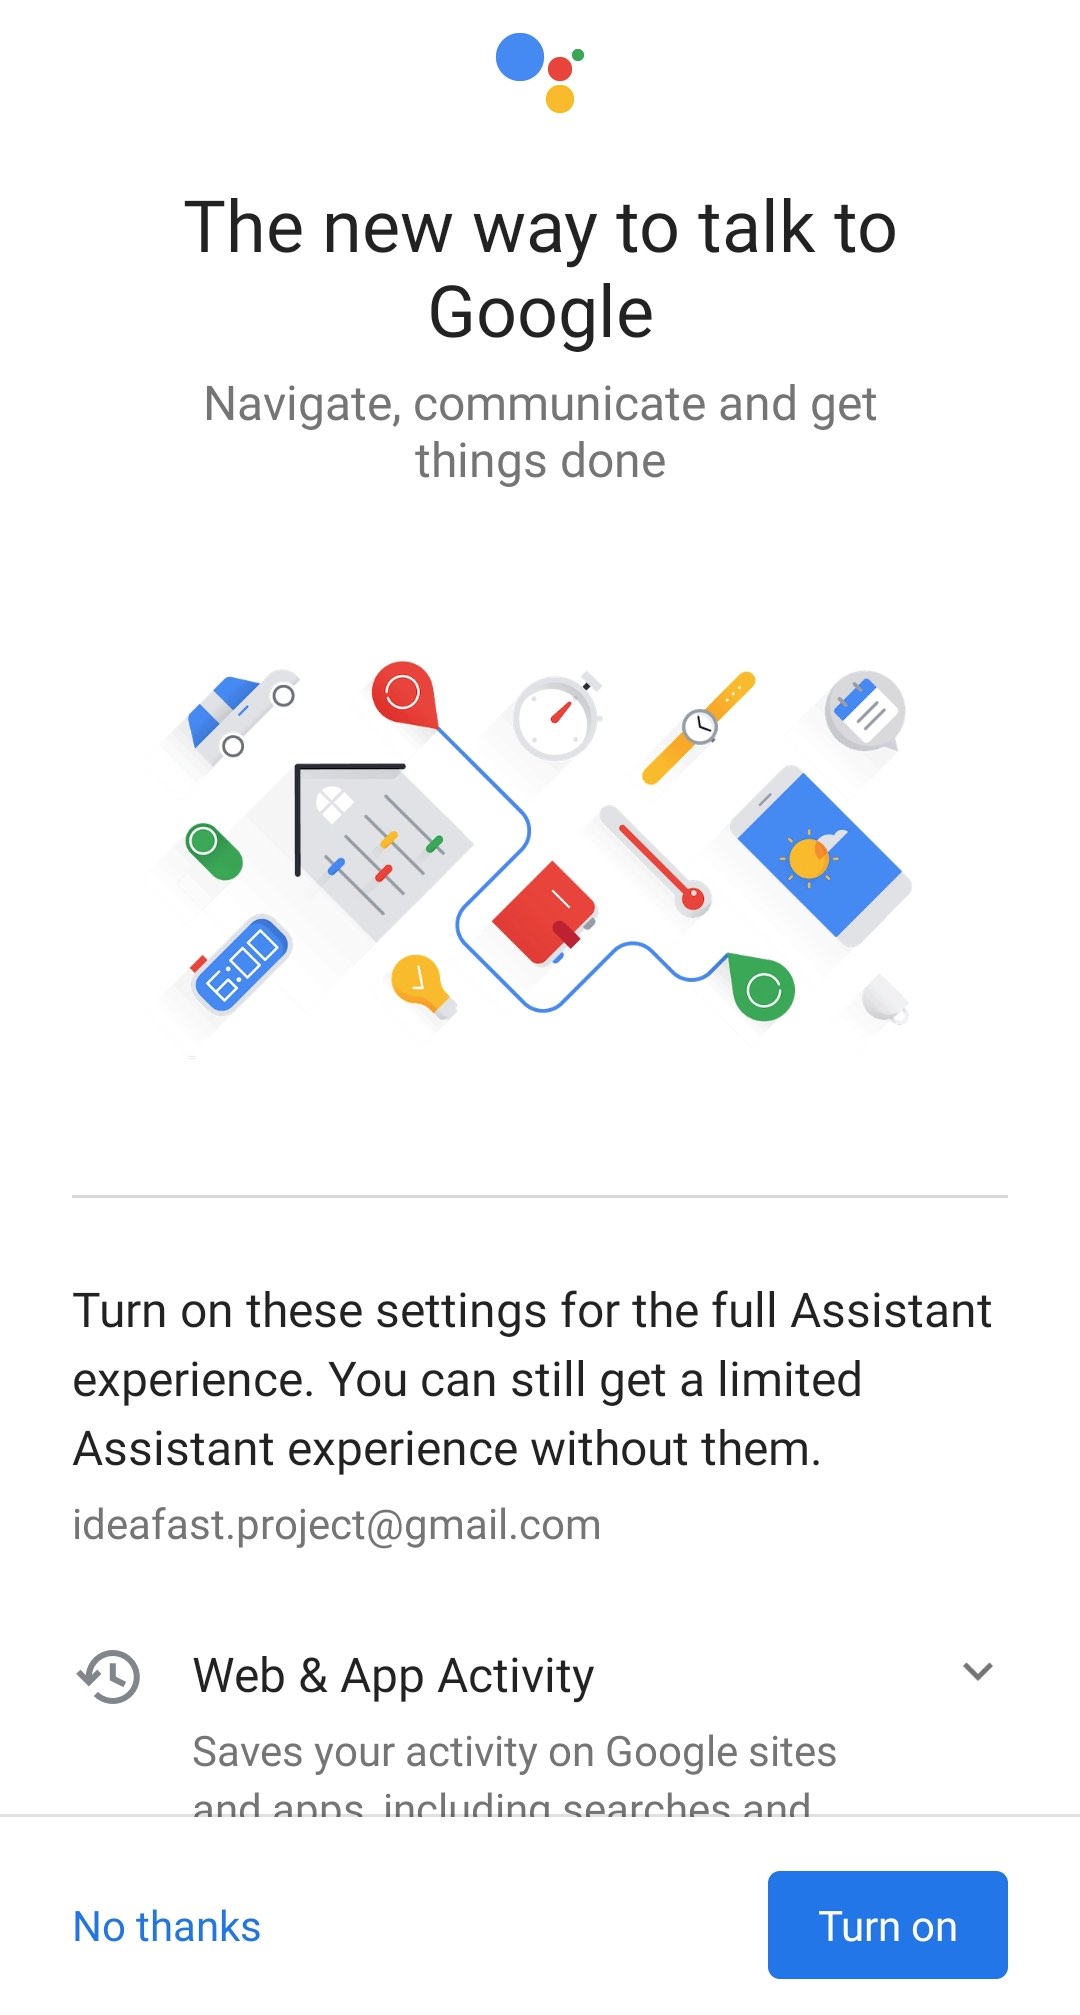 The new way to talk to
Google
Navigate, communicate and get
things done
6:00
Turn on these settings for the full Assistant
experience. You can still get a limited
Assistant experience without them.
ideafast.project@gmail.com
Web & App Activity
Saves your activity on Google sites
and apps, including searches and
No thanks
Turn on